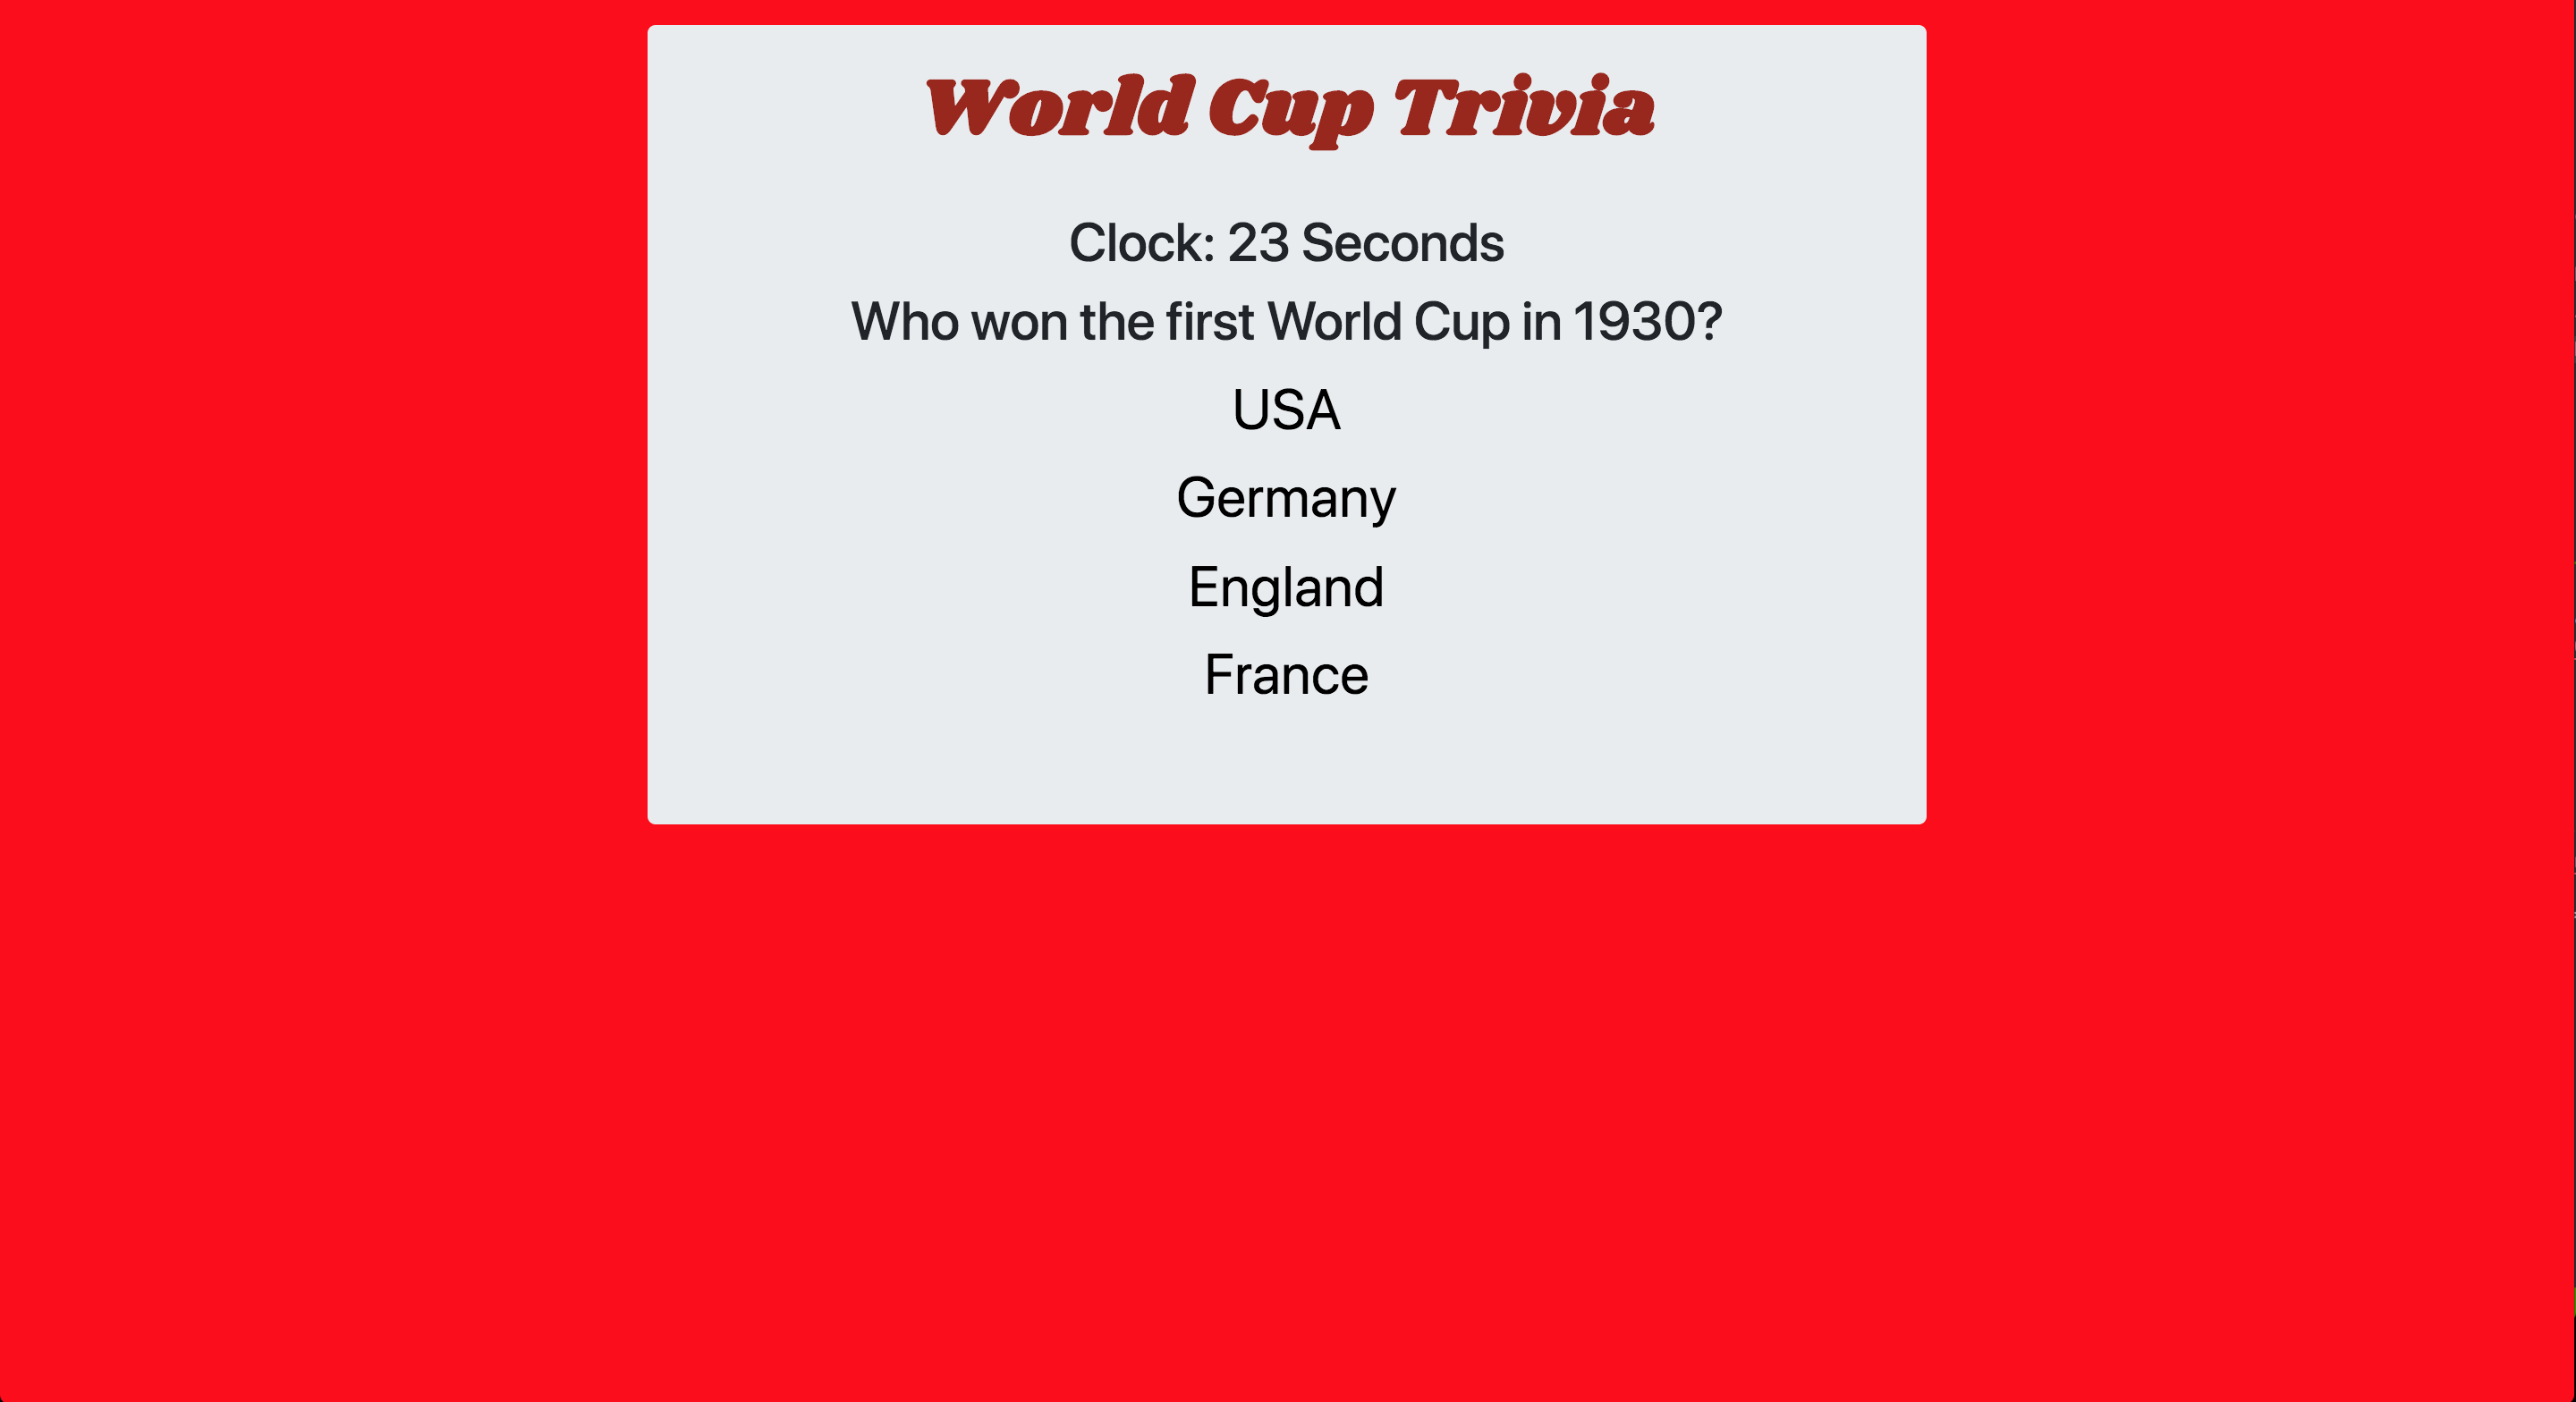 World Cup Trivia
Clock: 23 Seconds
Who won the first World Cup in 1930?
USA
Germany
England
France